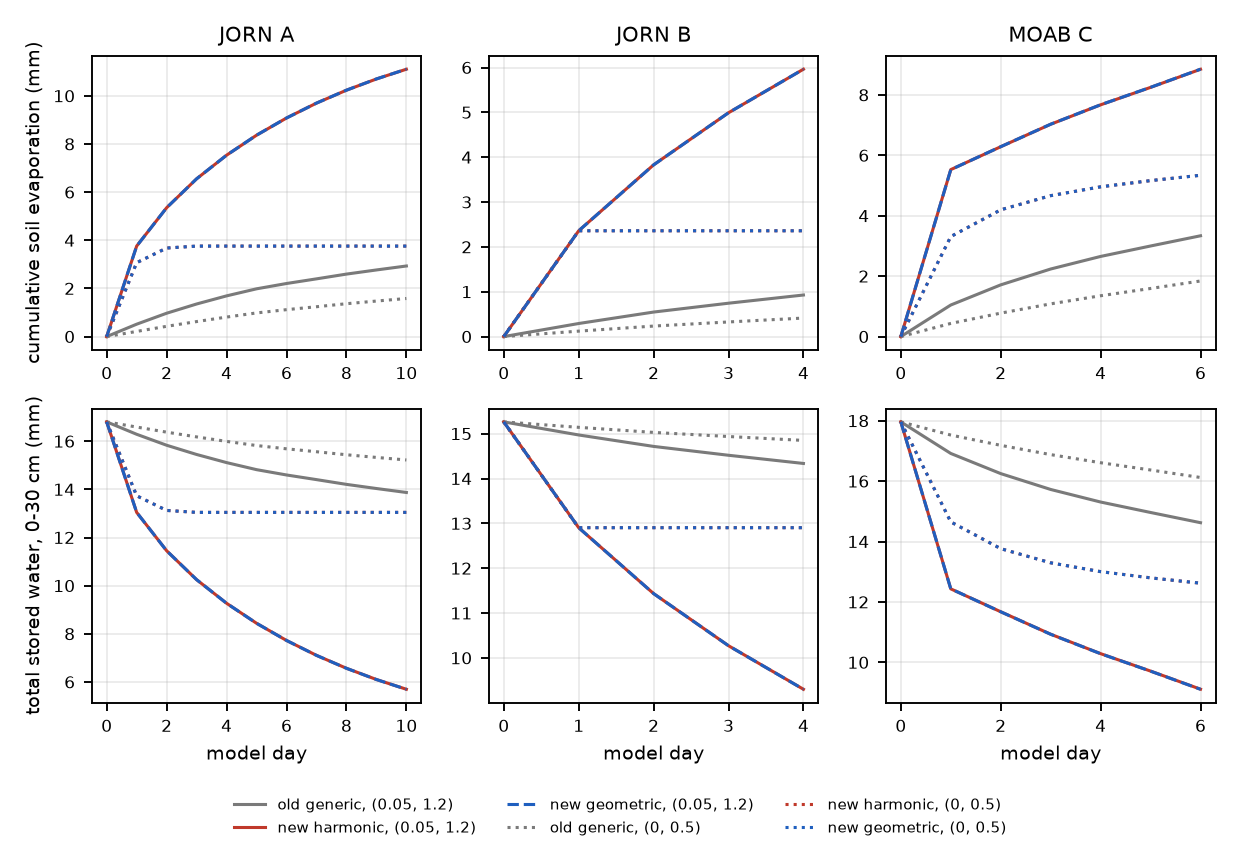 JORN A
JORN B
MOAB C
cumulative soil evaporation (mm)
10
8
6
4
2
0
0 2 4 6 8 10
6
5
4
3
2
1
0
0 1 2 3 4
8
6
4
2
0
0 2 4 6
total stored water, 0-30 cm (mm)
16
14
12
10
8
6
0 2 4 6 8 10
model day
15
14
13
12
11
10
0 1 2 3 4
model day
18
16
14
12
10
0 2 4 6
model day
old generic, (0.05, 1.2)
new harmonic, (0.05, 1.2)
new geometric, (0.05, 1.2)
old generic, (0, 0.5)
new harmonic, (0, 0.5)
new geometric, (0, 0.5)